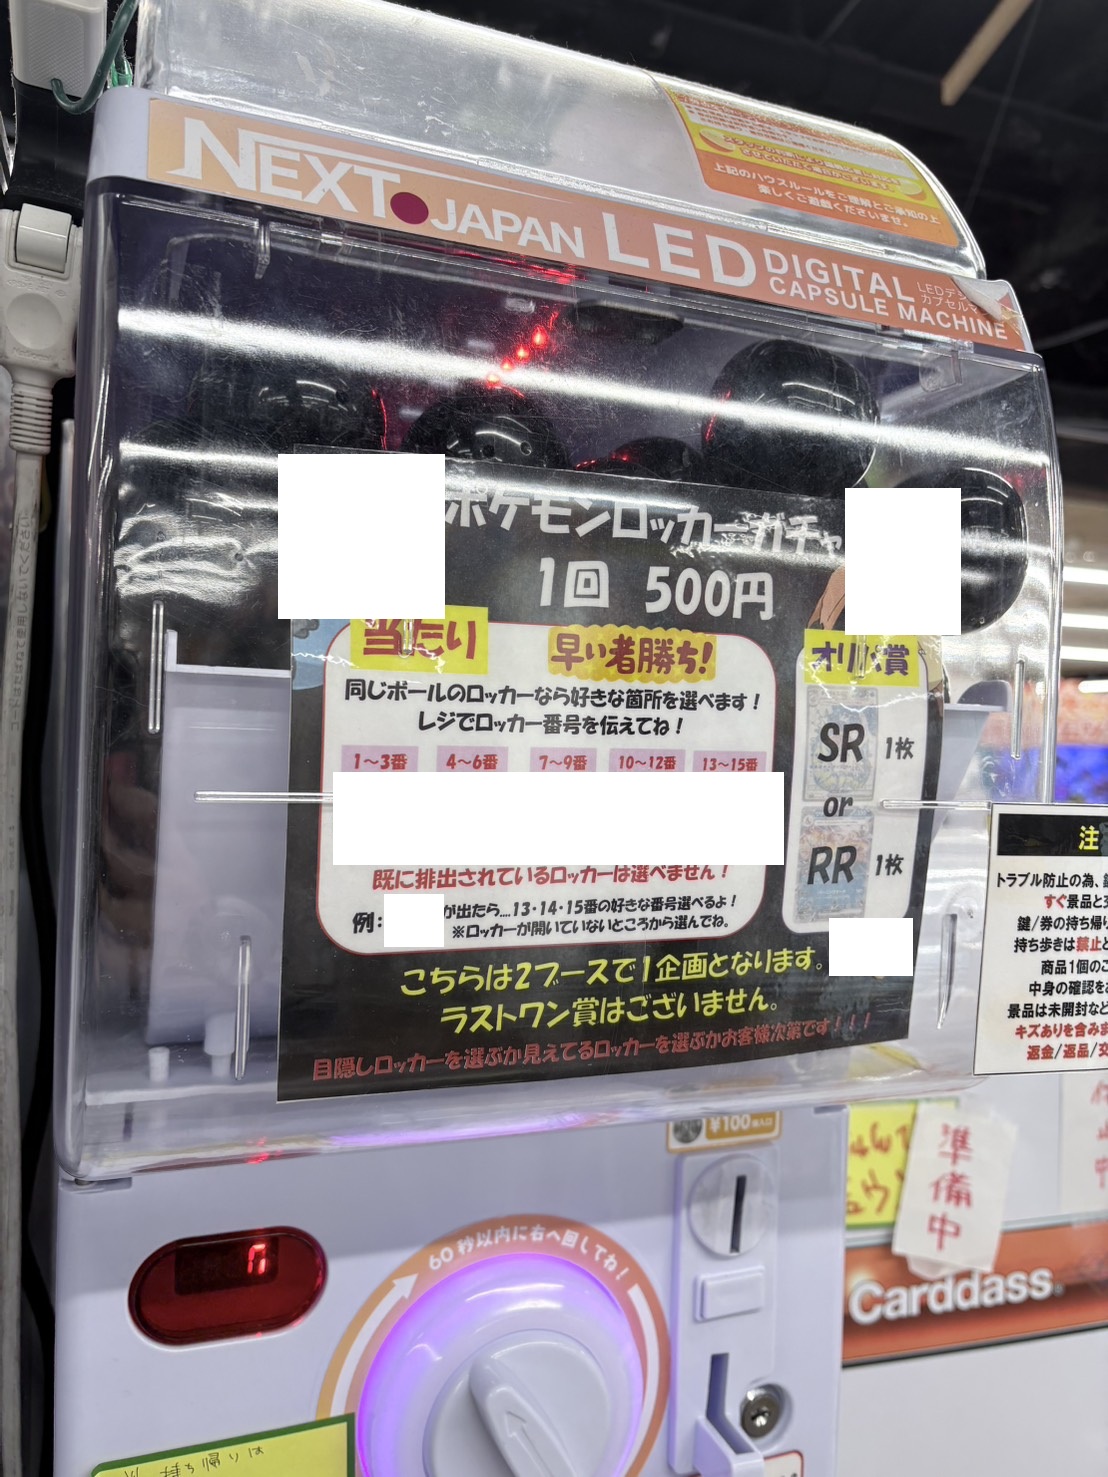 NEXT●JAPAN LED DIGITAL CAPSULE MACHINE
上記のハウスルールをご理解とご承知の上
楽しくご遊戯くださいませ。
ポケモンロッカーガチャ
1回 500円
当たり
早い者勝ち!
同じボールのロッカーなら好きな箇所を選べます!
レジでロッカー番号を伝えてね!
1〜3番 4〜6番 7〜9番 10〜12番 13〜15番
既に排出されているロッカーは選べません!
例: が出たら....13・14・15番の好きな番号選べるよ!
※ロッカーが開いていないところから選んでね。
オリパ賞
SR 1枚
or
RR 1枚
こちらは2ブースで1企画となります。
ラストワン賞はございません。
目隠しロッカーを選ぶか見えてるロッカーを選ぶかお客様次第です!!!
注
トラブル防止の為、
すぐ景品と
鍵/券の持ち帰り
持ち歩きは禁止と
商品1個のご
中身の確認をお
景品は未開封など
キズありを含みま
返金/返品/交
¥100
60秒以内に右へ回してね!
準備中
Carddass
持ち帰りは